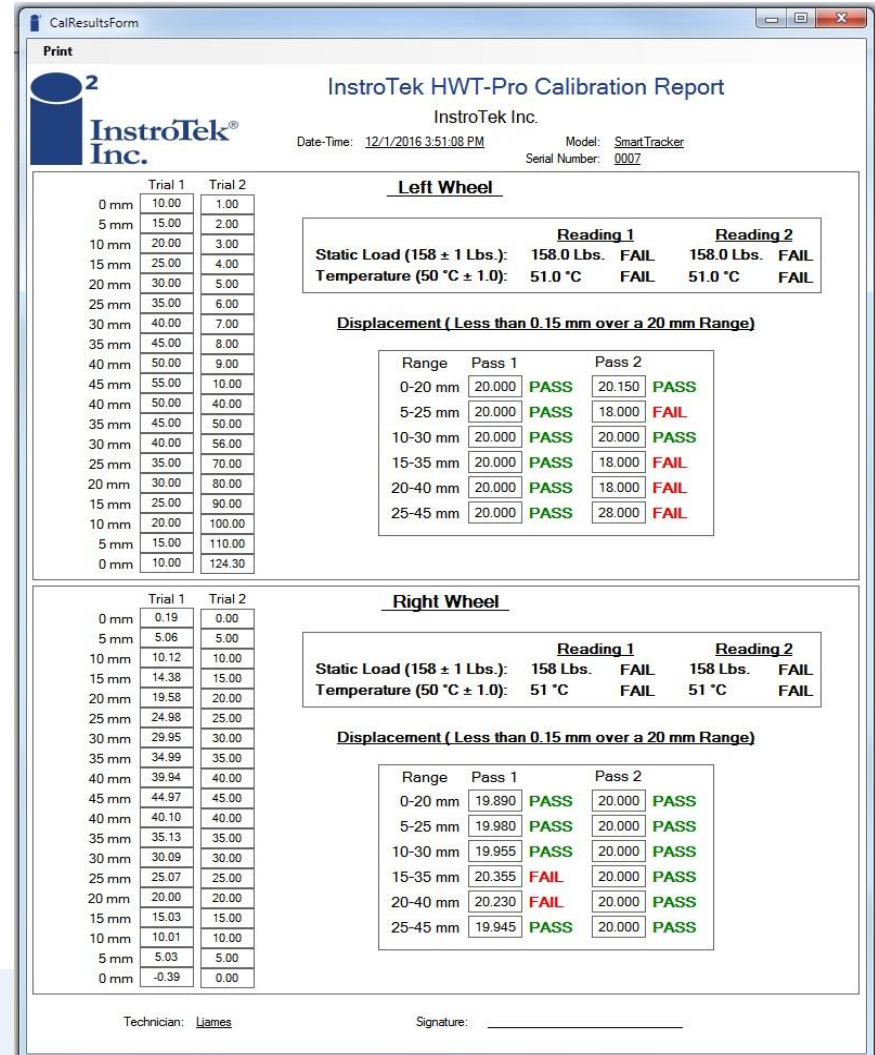 CalResultsForm
Print
i2
InstroTek®
Inc.
InstroTek HWT-Pro Calibration Report
InstroTek Inc.
Date-Time: 12/1/2016 3:51:08 PM Model: SmartTracker
Serial Number: 0007
Left Wheel
Trial 1 Trial 2
0 mm 10.00 1.00
5 mm 15.00 2.00
10 mm 20.00 3.00
15 mm 25.00 4.00
20 mm 30.00 5.00
25 mm 35.00 6.00
30 mm 40.00 7.00
35 mm 45.00 8.00
40 mm 50.00 9.00
45 mm 55.00 10.00
40 mm 50.00 40.00
35 mm 45.00 50.00
30 mm 40.00 56.00
25 mm 35.00 70.00
20 mm 30.00 80.00
15 mm 25.00 90.00
10 mm 20.00 100.00
5 mm 15.00 110.00
0 mm 10.00 124.30
Reading 1 Reading 2
Static Load (158 ± 1 Lbs.): 158.0 Lbs. FAIL 158.0 Lbs. FAIL
Temperature (50 °C ± 1.0): 51.0 °C FAIL 51.0 °C FAIL
Displacement ( Less than 0.15 mm over a 20 mm Range)
Range Pass 1 Pass 2
0-20 mm 20.000 PASS 20.150 PASS
5-25 mm 20.000 PASS 18.000 FAIL
10-30 mm 20.000 PASS 20.000 PASS
15-35 mm 20.000 PASS 18.000 FAIL
20-40 mm 20.000 PASS 18.000 FAIL
25-45 mm 20.000 PASS 28.000 FAIL
Right Wheel
Trial 1 Trial 2
0 mm 0.19 0.00
5 mm 5.06 5.00
10 mm 10.12 10.00
15 mm 14.38 15.00
20 mm 19.58 20.00
25 mm 24.98 25.00
30 mm 29.95 30.00
35 mm 34.99 35.00
40 mm 39.94 40.00
45 mm 44.97 45.00
40 mm 40.10 40.00
35 mm 35.13 35.00
30 mm 30.09 30.00
25 mm 25.07 25.00
20 mm 20.00 20.00
15 mm 15.03 15.00
10 mm 10.01 10.00
5 mm 5.03 5.00
0 mm -0.39 0.00
Reading 1 Reading 2
Static Load (158 ± 1 Lbs.): 158 Lbs. FAIL 158 Lbs. FAIL
Temperature (50 °C ± 1.0): 51 °C FAIL 51 °C FAIL
Displacement ( Less than 0.15 mm over a 20 mm Range)
Range Pass 1 Pass 2
0-20 mm 19.890 PASS 20.000 PASS
5-25 mm 19.980 PASS 20.000 PASS
10-30 mm 19.955 PASS 20.000 PASS
15-35 mm 20.355 FAIL 20.000 PASS
20-40 mm 20.230 FAIL 20.000 PASS
25-45 mm 19.945 PASS 20.000 PASS
Technician: Ljames Signature: